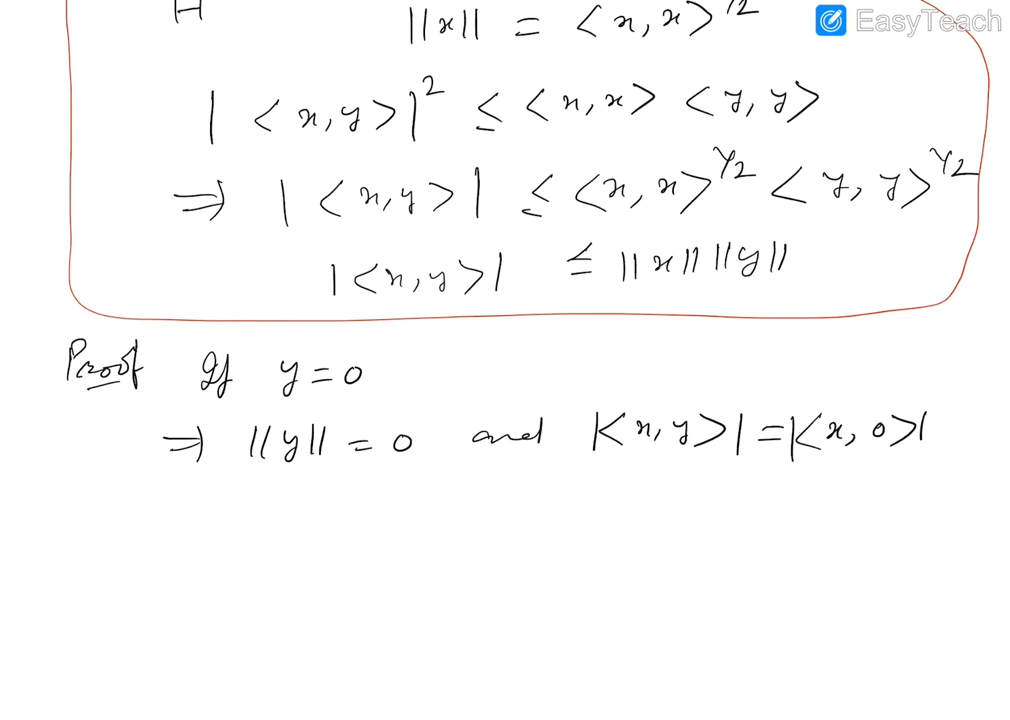 H
||x|| = <x, x>^1/2
EasyTeach
|<x, y>|^2 ≤ <x, x> <y, y>
⇒ |<x, y>| ≤ <x, x>^1/2 <y, y>^1/2
|<x, y>| ≤ ||x|| ||y||
Proof If y = 0
⇒ ||y|| = 0 and |<x, y>| = |<x, 0>|